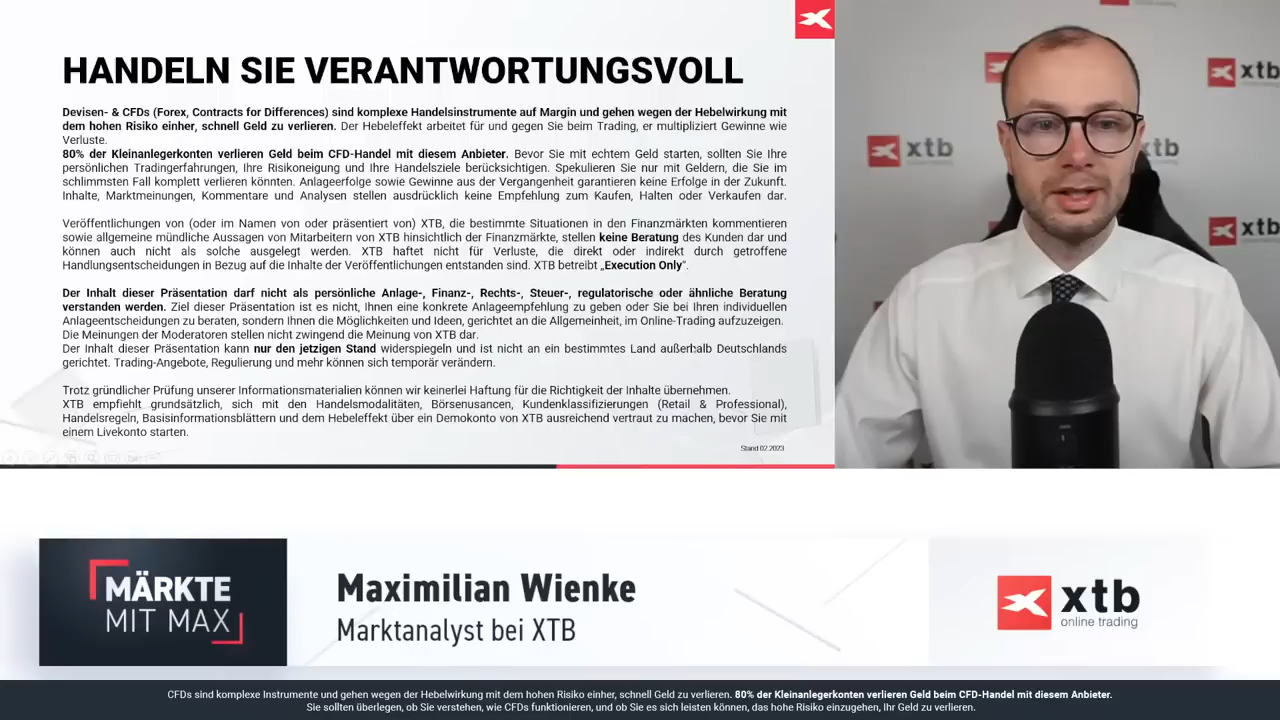 HANDELN SIE VERANTWORTUNGSVOLL
Devisen- & CFDs (Forex, Contracts for Differences) sind komplexe Handelsinstrumente auf Margin und gehen wegen der Hebelwirkung mit
dem hohen Risiko einher, schnell Geld zu verlieren. Der Hebeleffekt arbeitet für und gegen Sie beim Trading, er multipliziert Gewinne wie
Verluste.
80% der Kleinanlegerkonten verlieren Geld beim CFD-Handel mit diesem Anbieter. Bevor Sie mit echtem Geld starten, sollten Sie Ihre
persönlichen Tradingerfahrungen, Ihre Risikoneigung und Ihre Handelsziele berücksichtigen. Spekulieren Sie nur mit Geldern, die Sie im
schlimmsten Fall komplett verlieren könnten. Anlageerfolge sowie Gewinne aus der Vergangenheit garantieren keine Erfolge in der Zukunft.
Inhalte, Marktmeinungen, Kommentare und Analysen stellen ausdrücklich keine Empfehlung zum Kaufen, Halten oder Verkaufen dar.
Veröffentlichungen von (oder im Namen von oder präsentiert von) XTB, die bestimmte Situationen in den Finanzmärkten kommentieren
sowie allgemeine mündliche Aussagen von Mitarbeitern von XTB hinsichtlich der Finanzmärkte, stellen keine Beratung des Kunden dar und
können auch nicht als solche ausgelegt werden. XTB haftet nicht für Verluste, die direkt oder indirekt durch getroffene
Handlungsentscheidungen in Bezug auf die Inhalte der Veröffentlichungen entstanden sind. XTB betreibt „Execution Only“.
Der Inhalt dieser Präsentation darf nicht als persönliche Anlage-, Finanz-, Rechts-, Steuer-, regulatorische oder ähnliche Beratung
verstanden werden. Ziel dieser Präsentation ist es nicht, Ihnen eine konkrete Anlageempfehlung zu geben oder Sie bei Ihren individuellen
Anlageentscheidungen zu beraten, sondern Ihnen die Möglichkeiten und Ideen, gerichtet an die Allgemeinheit, im Online-Trading aufzuzeigen.
Die Meinungen der Moderatoren stellen nicht zwingend die Meinung von XTB dar.
Der Inhalt dieser Präsentation kann nur den jetzigen Stand widerspiegeln und ist nicht an ein bestimmtes Land außerhalb Deutschlands
gerichtet. Trading-Angebote, Regulierung und mehr können sich temporär verändern.
Trotz gründlicher Prüfung unserer Informationsmaterialien können wir keinerlei Haftung für die Richtigkeit der Inhalte übernehmen.
XTB empfiehlt grundsätzlich, sich mit den Handelsmodalitäten, Börsenusancen, Kundenklassifizierungen (Retail & Professional),
Handelsregeln, Basisinformationsblättern und dem Hebeleffekt über ein Demokonto von XTB ausreichend vertraut zu machen, bevor Sie mit
einem Livekonto starten.
Stand 02.2023
xtb
xtb
xtb
xtb
MÄRKTE
MIT MAX
Maximilian Wienke
Marktanalyst bei XTB
xtb
online trading
CFDs sind komplexe Instrumente und gehen wegen der Hebelwirkung mit dem hohen Risiko einher, schnell Geld zu verlieren. 80% der Kleinanlegerkonten verlieren Geld beim CFD-Handel mit diesem Anbieter.
Sie sollten überlegen, ob Sie verstehen, wie CFDs funktionieren, und ob Sie es sich leisten können, das hohe Risiko einzugehen, Ihr Geld zu verlieren.